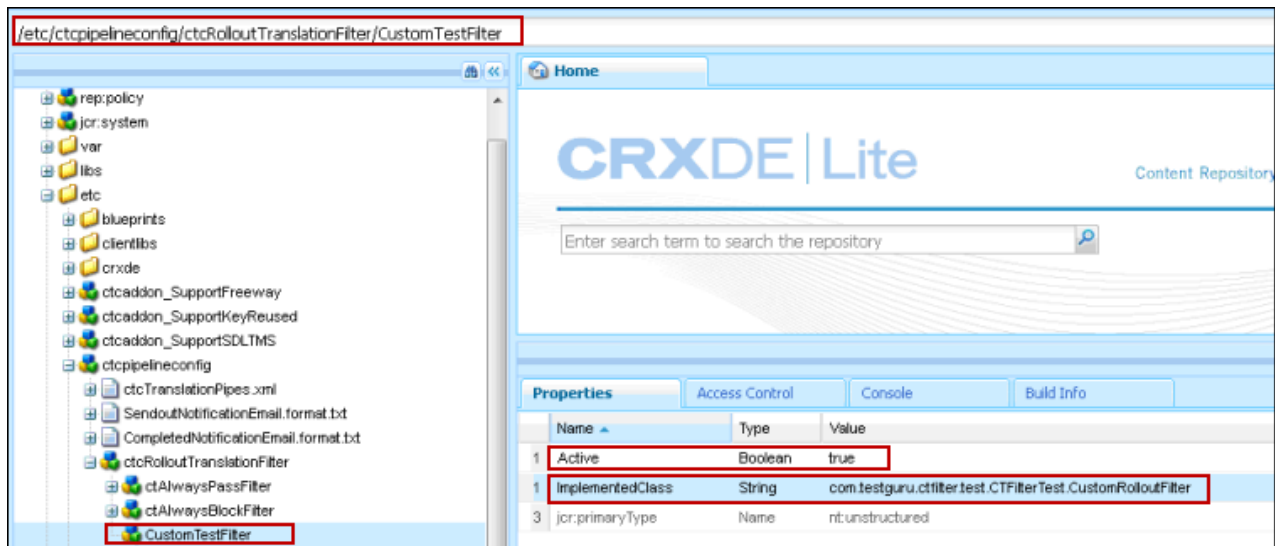 /etc/ctcpipelineconfig/ctcRolloutTranslationFilter/CustomTestFilter
rep:policy
jcr:system
var
libs
etc
blueprints
clientlibs
crxde
ctcaddon_SupportFreeway
ctcaddon_SupportKeyReused
ctcaddon_SupportSDLTMS
ctcpipelineconfig
ctcTranslationPipes.xml
SendoutNotificationEmail.format.txt
CompletedNotificationEmail.format.txt
ctcRolloutTranslationFilter
ctAlwaysPassFilter
ctAlwaysBlockFilter
CustomTestFilter
Home
CRXDE | Lite
Content Repository
Enter search term to search the repository
Properties Access Control Console Build Info
Name Type Value
1 Active Boolean true
1 ImplementedClass String com.testguru.ctfilter.test.CTFilterTest.CustomRolloutFilter
3 jcr:primaryType Name nt:unstructured